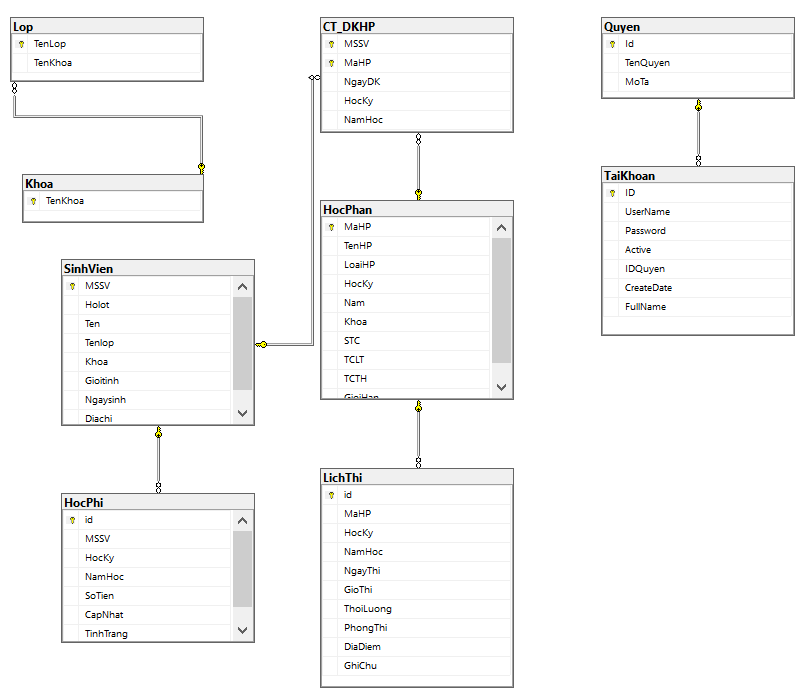 Lop
TenLop
TenKhoa
Khoa
TenKhoa
SinhVien
MSSV
Holot
Ten
Tenlop
Khoa
Gioitinh
Ngaysinh
Diachi
HocPhi
id
MSSV
HocKy
NamHoc
SoTien
CapNhat
TinhTrang
CT_DKHP
MSSV
MaHP
NgayDK
HocKy
NamHoc
HocPhan
MaHP
TenHP
LoaiHP
HocKy
Nam
Khoa
STC
TCLT
TCTH
GioiHan
LichThi
id
MaHP
HocKy
NamHoc
NgayThi
GioThi
ThoiLuong
PhongThi
DiaDiem
GhiChu
Quyen
Id
TenQuyen
MoTa
TaiKhoan
ID
UserName
Password
Active
IDQuyen
CreateDate
FullName